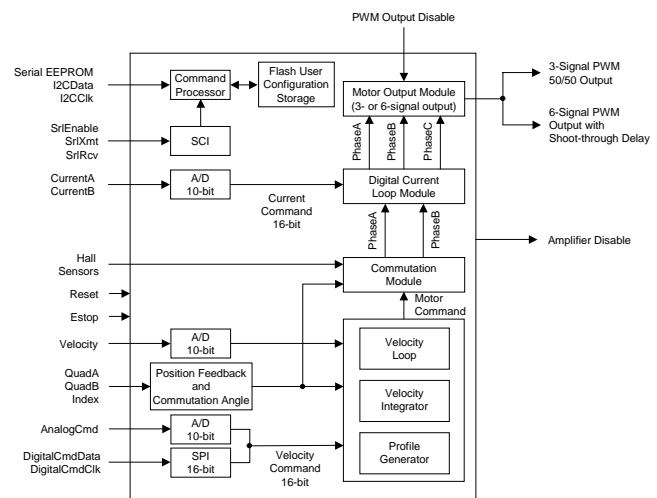 PWM Output Disable
Serial EEPROM
I2CData
I2CClk
Command
Processor
Flash User
Configuration
Storage
Motor Output Module
(3- or 6-signal output)
3-Signal PWM
50/50 Output
6-Signal PWM
Output with
Shoot-through Delay
SrlEnable
SrlXmt
SrlRcv
SCI
PhaseA
PhaseB
PhaseC
CurrentA
CurrentB
A/D
10-bit
Current
Command
16-bit
Digital Current
Loop Module
PhaseA
PhaseB
Amplifier Disable
Hall
Sensors
Commutation
Module
Reset
Estop
Motor
Command
Velocity
A/D
10-bit
Velocity
Loop
QuadA
QuadB
Index
Position Feedback
and
Commutation Angle
Velocity
Integrator
AnalogCmd
A/D
10-bit
DigitalCmdData
DigitalCmdClk
SPI
16-bit
Velocity
Command
16-bit
Profile
Generator